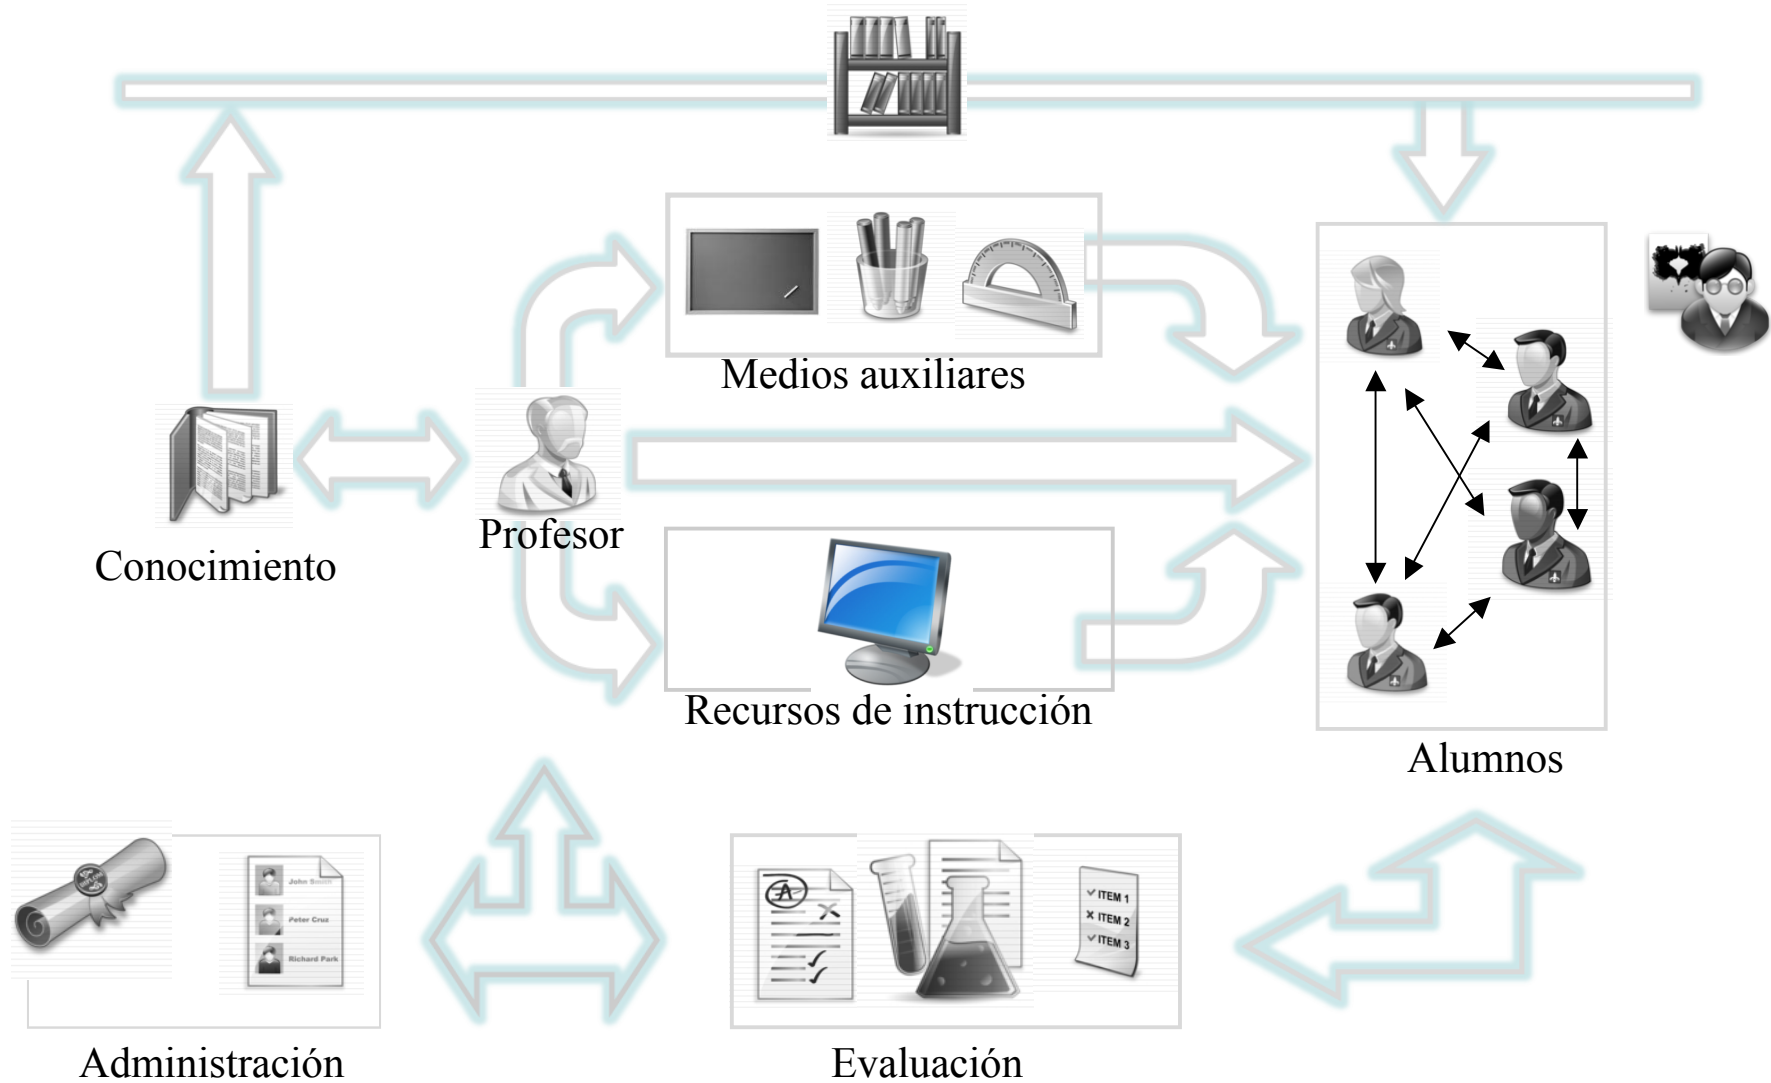 Medios auxiliares
Profesor
Conocimiento
Recursos de instrucción
Alumnos
John Smith
Peter Cruz
Richard Park
A
ITEM 1
ITEM 2
ITEM 3
Administración
Evaluación